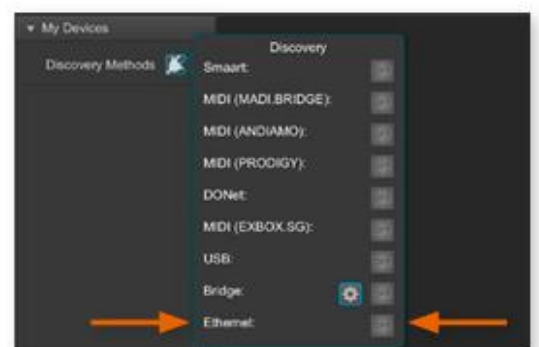 My Devices
Discovery Methods
Discovery
Smaart:
MIDI (MADI.BRIDGE):
MIDI (ANDIAMO):
MIDI (PRODIGY):
DONet:
MIDI (EXBOX.SG):
USB:
Bridge:
Ethernet: